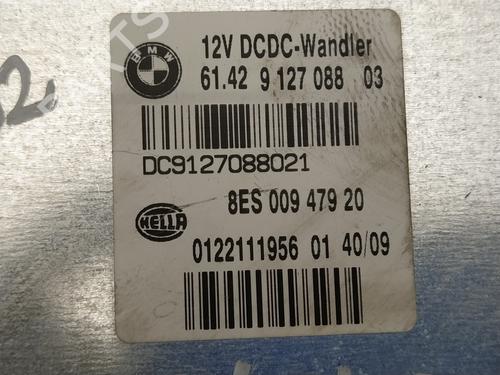 BMW
12V DCDC-Wandler
61.42 9 127 088 03
DC9127088021
8ES 009 479 20
HELLA
0122111956 01 40/09